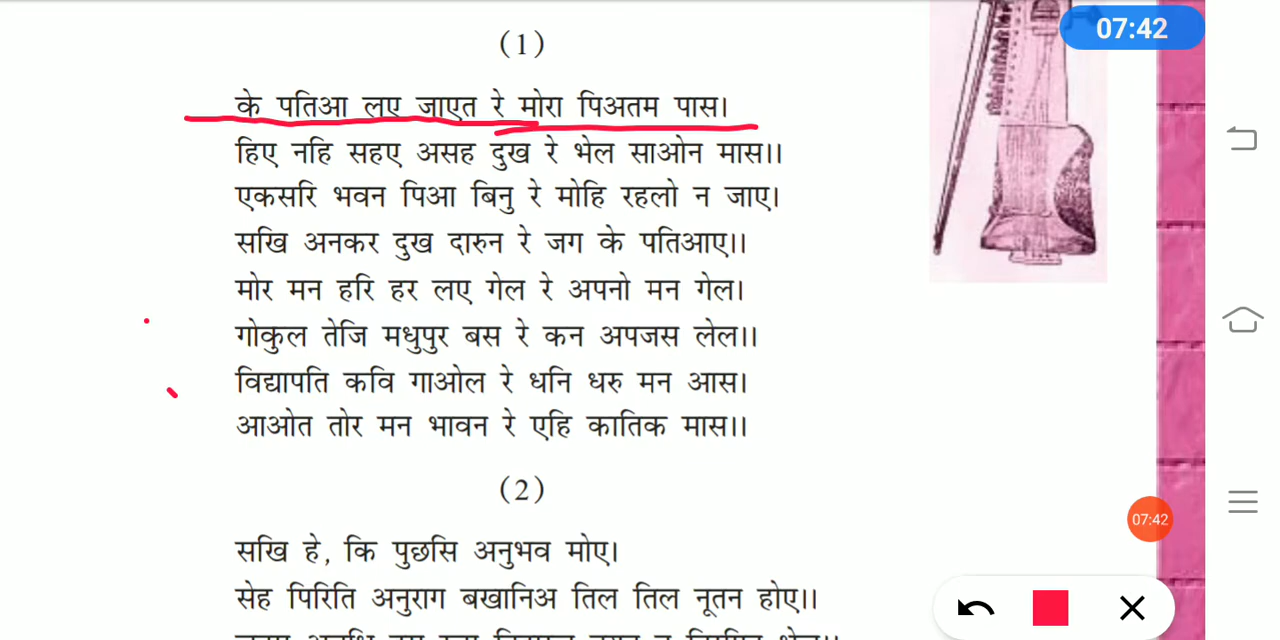 07:42
(1)
के पतिआ लए जाएत रे मोरा पिअतम पास।
हिए नहि सहए असह दुख रे भेल साओन मास।।
एकसरि भवन पिआ बिनु रे मोहि रहलो न जाए।
सखि अनकर दुख दारुन रे जग के पतिआए।।
मोर मन हरि हर लए गेल रे अपनो मन गेल।
गोकुल तेजि मधुपुर बस रे कन अपजस लेल।।
विद्यापति कवि गाओल रे धनि धरु मन आस।
आओत तोर मन भावन रे एहि कातिक मास।।
(2)
07:42
सखि हे, कि पुछसि अनुभव मोए।
सेह पिरिति अनुराग बखानिअ तिल तिल नूतन होए।।